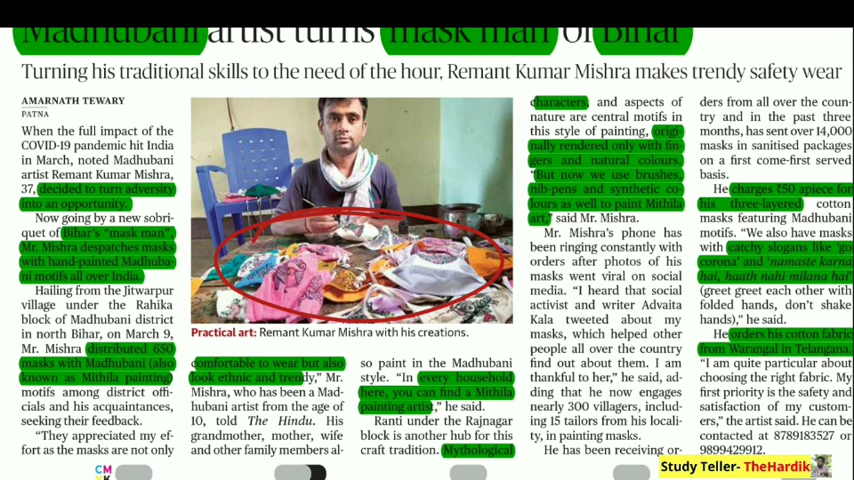 Madhubani artist turns mask man of Bihar
Turning his traditional skills to the need of the hour, Remant Kumar Mishra makes trendy safety wear
AMARNATH TEWARY
PATNA
When the full impact of the
COVID-19 pandemic hit India
in March, noted Madhubani
artist Remant Kumar Mishra,
37, decided to turn adversity
into an opportunity.
Now going by a new sobri-
quet of Bihar's "mask man",
Mr. Mishra despatches masks
with hand-painted Madhuba-
ni motifs all over India.
Hailing from the Jitwarpur
village under the Rahika
block of Madhubani district
in north Bihar, on March 9,
Mr. Mishra distributed 650
masks with Madhubani (also
known as Mithila painting)
motifs among district offi-
cials and his acquaintances,
seeking their feedback.
"They appreciated my ef-
fort as the masks are not only
Practical art: Remant Kumar Mishra with his creations.
comfortable to wear but also
look ethnic and trendy," Mr.
Mishra, who has been a Mad-
hubani artist from the age of
10, told The Hindu. His
grandmother, mother, wife
and other family members al-
so paint in the Madhubani
style. "In every household
here, you can find a Mithila
painting artist," he said.
Ranti under the Rajnagar
block is another hub for this
craft tradition. Mythological
characters, and aspects of
nature are central motifs in
this style of painting, origi-
nally rendered only with fin-
gers and natural colours.
"But now we use brushes,
nib-pens and synthetic co-
lours as well to paint Mithila
art," said Mr. Mishra.
Mr. Mishra's phone has
been ringing constantly with
orders after photos of his
masks went viral on social
media. "I heard that social
activist and writer Advaita
Kala tweeted about my
masks, which helped other
people all over the country
find out about them. I am
thankful to her," he said, ad-
ding that he now engages
nearly 300 villagers, includ-
ing 15 tailors from his locali-
ty, in painting masks.
He has been receiving or-
ders from all over the coun-
try and in the past three
months, has sent over 14,000
masks in sanitised packages
on a first come-first served
basis.
He charges ₹50 apiece for
his three-layered cotton
masks featuring Madhubani
motifs. "We also have masks
with catchy slogans like 'go
corona' and 'namaste karna
hai, haath nahi milana hai'
(greet greet each other with
folded hands, don't shake
hands)," he said.
He orders his cotton fabric
from Warangal in Telangana.
"I am quite particular about
choosing the right fabric. My
first priority is the safety and
satisfaction of my custom-
ers," the artist said. He can be
contacted at 8789183527 or
9899429912.
CM
Study Teller- TheHardik